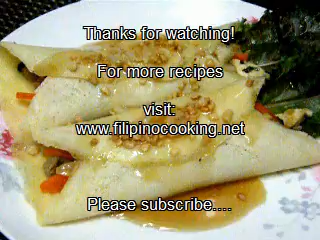 Thanks for watching!
For more recipes
visit:
www.filipinocooking.net
Please subscribe....